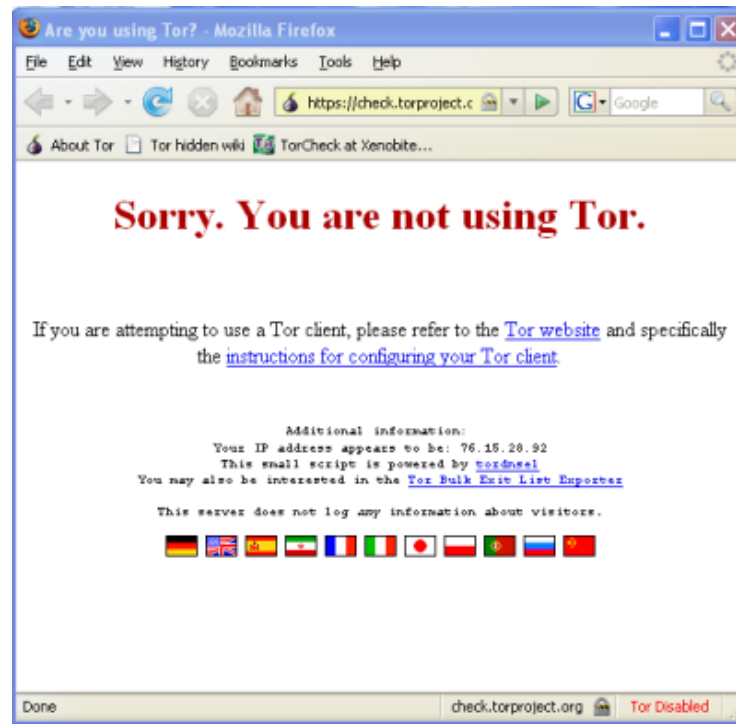 Are you using Tor? - Mozilla Firefox
File Edit View History Bookmarks Tools Help
https://check.torproject.c Google
About Tor Tor hidden wiki TorCheck at Xenobite...
Sorry. You are not using Tor.
If you are attempting to use a Tor client, please refer to the Tor website and specifically
the instructions for configuring your Tor client.
Additional information:
Your IP address appears to be: 76.15.28.92
This small script is powered by tordnsel
You may also be interested in the Tor Bulk Exit List Exporter
This server does not log any information about visitors.
Done check.torproject.org Tor Disabled